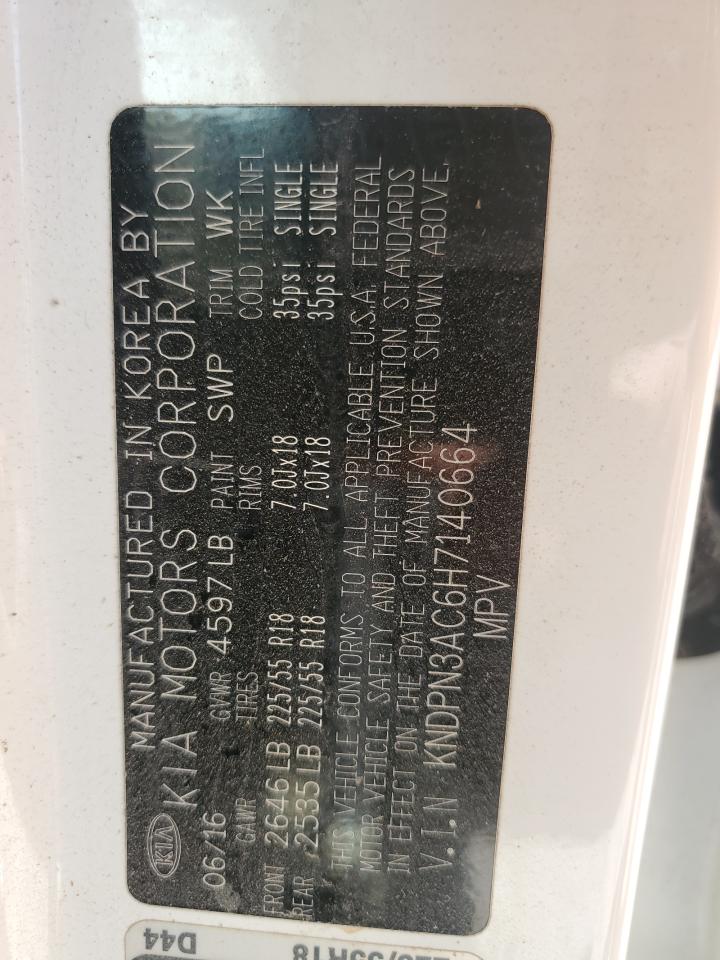 MANUFACTURED IN KOREA BY
KIA KIA MOTORS CORPORATION
06/16 GVWR 4597 LB PAINT SWP TRIM WK
GAWR TIRES RIMS COLD TIRE INFL
FRONT 2646 LB 225/55 R18 7.0Jx18 35psi SINGLE
REAR 2535 LB 225/55 R18 7.0Jx18 35psi SINGLE
THIS VEHICLE CONFORMS TO ALL APPLICABLE U.S.A. FEDERAL
MOTOR VEHICLE SAFETY AND THEFT PREVENTION STANDARDS
IN EFFECT ON THE DATE OF MANUFACTURE SHOWN ABOVE.
V.I.N KNDPN3AC6H7140664
MPV
D44